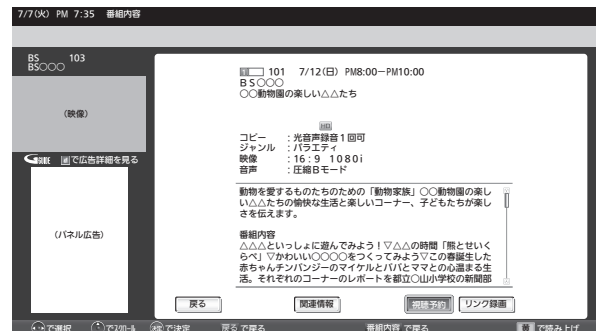 7/7(火) PM 7:35 番組内容
BS 103
BS〇〇〇
101 7/12(日) PM8:00−PM10:00
BS〇〇〇
〇〇動物園の楽しい△△たち
(映像)
HD
コピー :光音声録音1回可
ジャンル :バラエティ
映像 :16:9 1080i
音声 :圧縮Bモード
GUIDE で広告詳細を見る
動物を愛するものたちのための「動物家族」〇〇動物園の楽し
い△△たちの愉快な生活と楽しいコーナー、子どもたちが楽し
さを伝えます。
(パネル広告)
番組内容
△△△といっしょに遊んでみよう!▽△△の時間「熊とせいく
らべ」▽かわいい〇〇〇〇をつくってみよう▽この春誕生した
赤ちゃんチンパンジーのマイケルとパパとママとの心温まる生
活。それぞれのコーナーのレポートを都立〇山小学校の新聞部
戻る 関連情報 視聴予約 リンク録画
で選択 でスクロール 決定で決定 戻るで戻る 番組内容で戻る で読み上げ